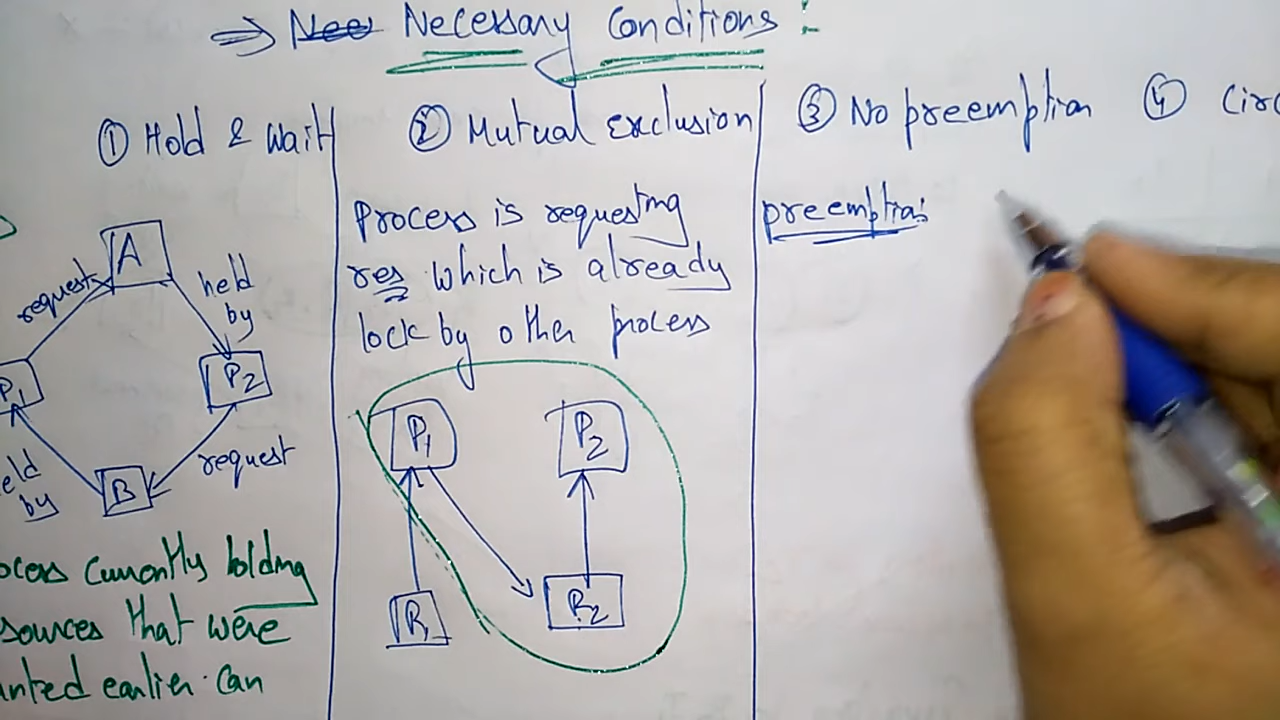 ⇒ Nee Necessary Conditions :
① Hold & Wait
request
A
held
by
P1
P2
held
by
B
request
ocess currently holding
sources that were
anted earlier can
② Mutual exclusion
Process is requesting
res which is already
lock by other process
P1
P2
R1
R2
③ No preemption
preemption:
④ Circ